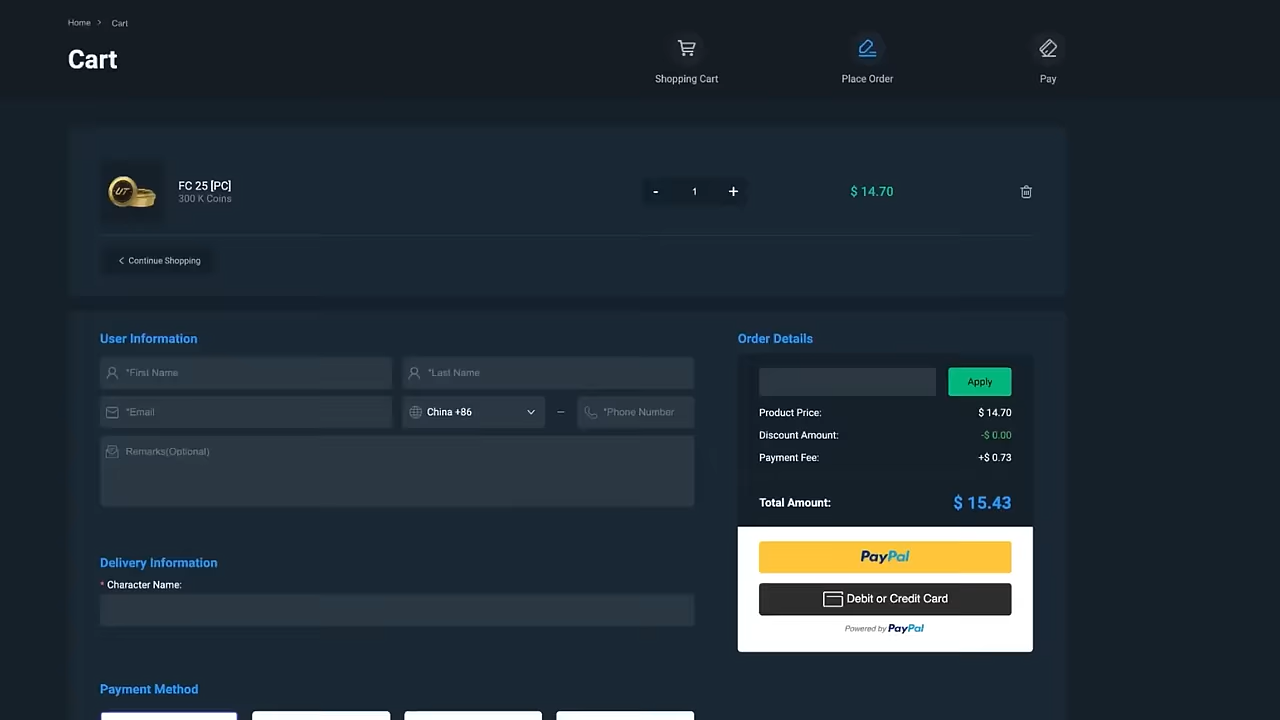 Home > Cart
Cart
Shopping Cart
Place Order
Pay
UT
FC 25 [PC]
300 K Coins
- 1 +
$ 14.70
< Continue Shopping
User Information
*First Name
*Last Name
*Email
China +86
– *Phone Number
Remarks(Optional)
Delivery Information
* Character Name:
Payment Method
Order Details
Apply
Product Price: $ 14.70
Discount Amount: -$ 0.00
Payment Fee: +$ 0.73
Total Amount: $ 15.43
PayPal
Debit or Credit Card
Powered by PayPal